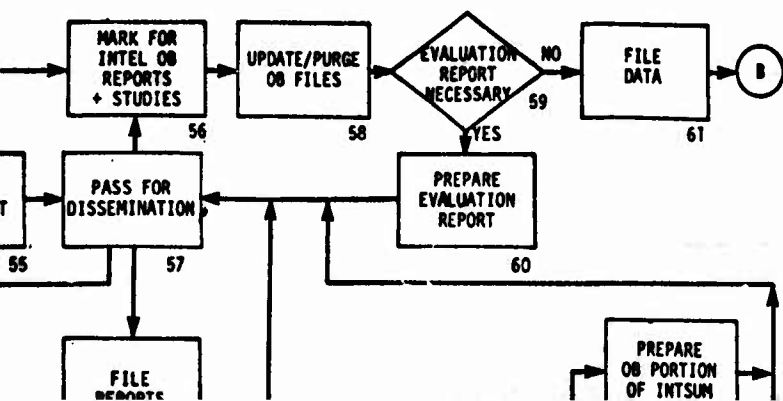 MARK FOR
INTEL OB
REPORTS
+ STUDIES
56
UPDATE/PURGE
OB FILES
58
EVALUATION
REPORT
NECESSARY
59
NO
YES
FILE
DATA
61
B
T
55
PASS FOR
DISSEMINATION
57
PREPARE
EVALUATION
REPORT
60
FILE
REPORTS
PREPARE
OB PORTION
OF INTSUM